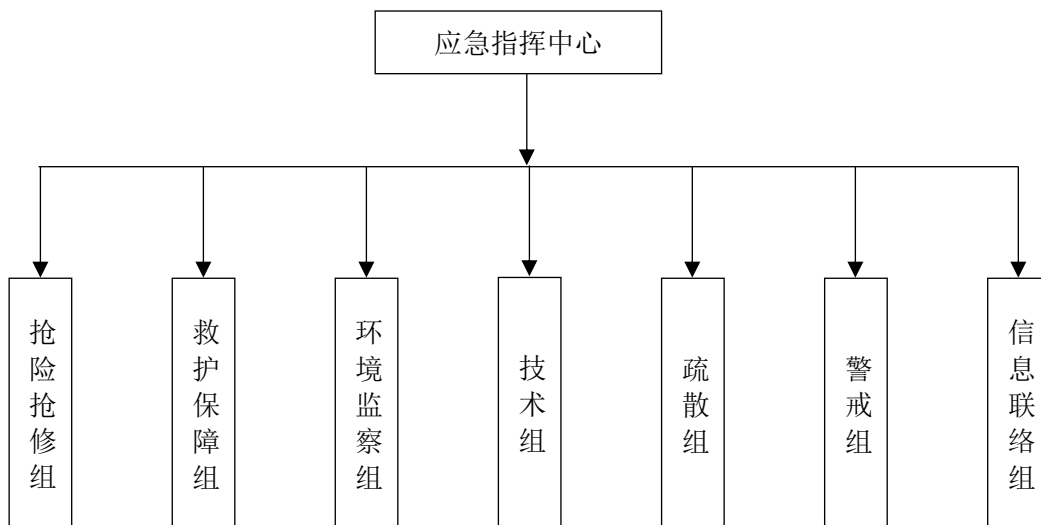 应急指挥中心
抢险抢修组
救护保障组
环境监察组
技术组
疏散组
警戒组
信息联络组